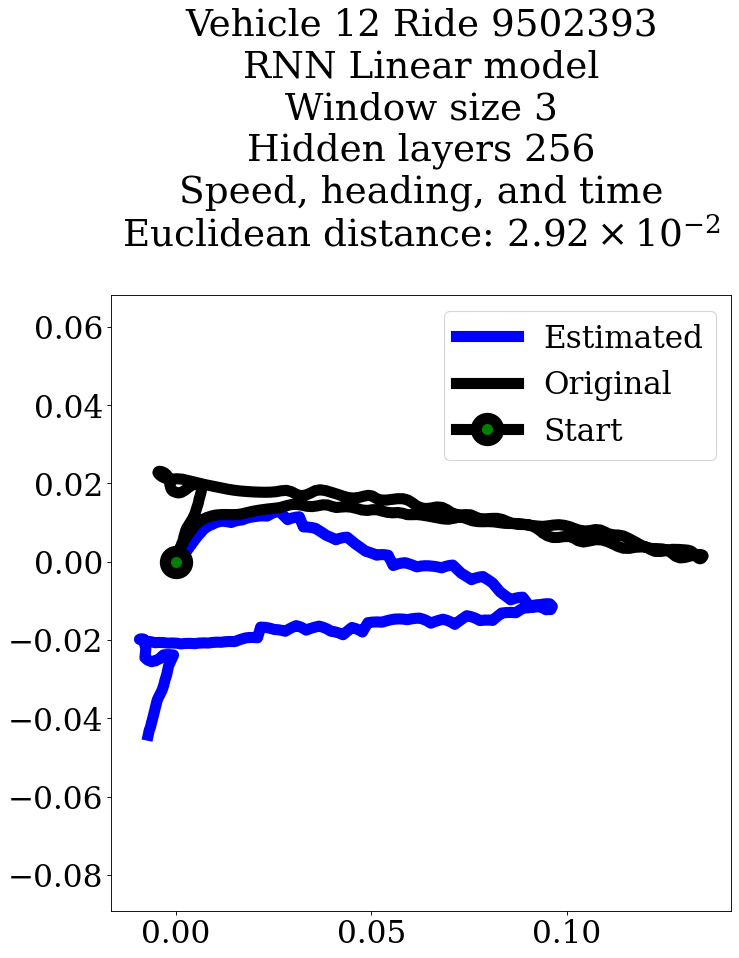 Vehicle 12 Ride 9502393
RNN Linear model
Window size 3
Hidden layers 256
Speed, heading, and time
Euclidean distance: 2.92 × 10⁻²
Estimated
Original
Start
0.06
0.04
0.02
0.00
−0.02
−0.04
−0.06
−0.08
0.00 0.05 0.10